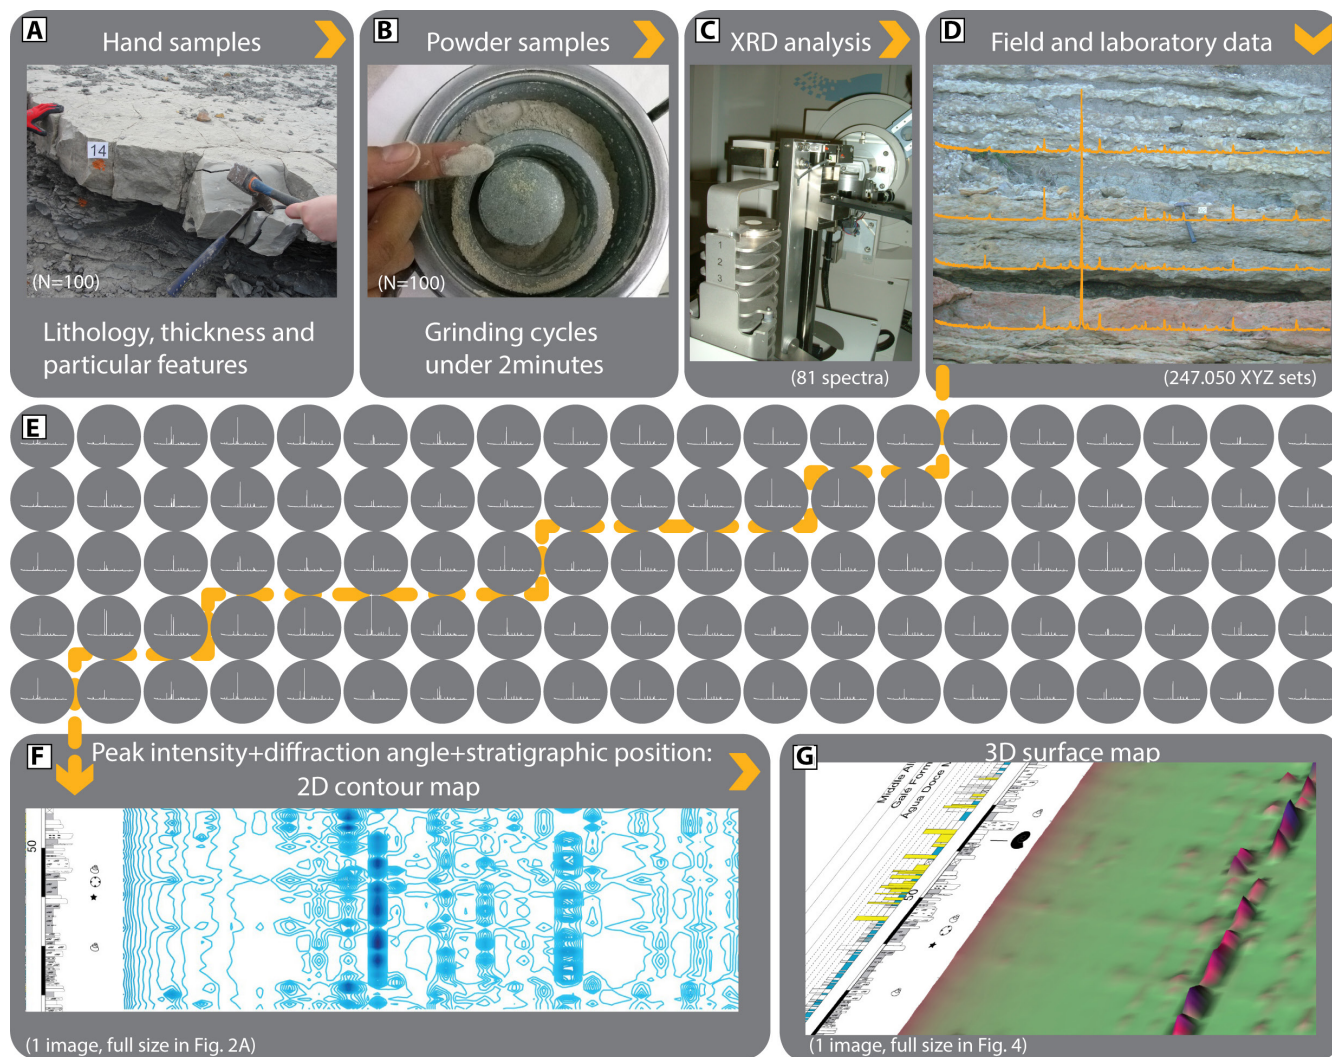 A
Hand samples
14
(N=100)
Lithology, thickness and
particular features
B
Powder samples
(N=100)
Grinding cycles
under 2minutes
C
XRD analysis
1
2
3
(81 spectra)
D
Field and laboratory data
(247.050 XYZ sets)
E
F
Peak intensity+diffraction angle+stratigraphic position:
2D contour map
50
(1 image, full size in Fig. 2A)
G
3D surface map
Middle Al
Galé Form
Água Doce M
50
(1 image, full size in Fig. 4)